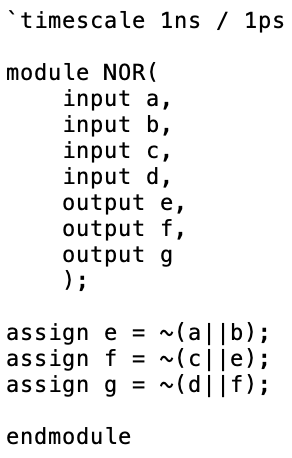 `timescale 1ns / 1ps
module NOR(
input a,
input b,
input c,
input d,
output e,
output f,
output g
);
assign e = ~(a||b);
assign f = ~(c||e);
assign g = ~(d||f);
endmodule